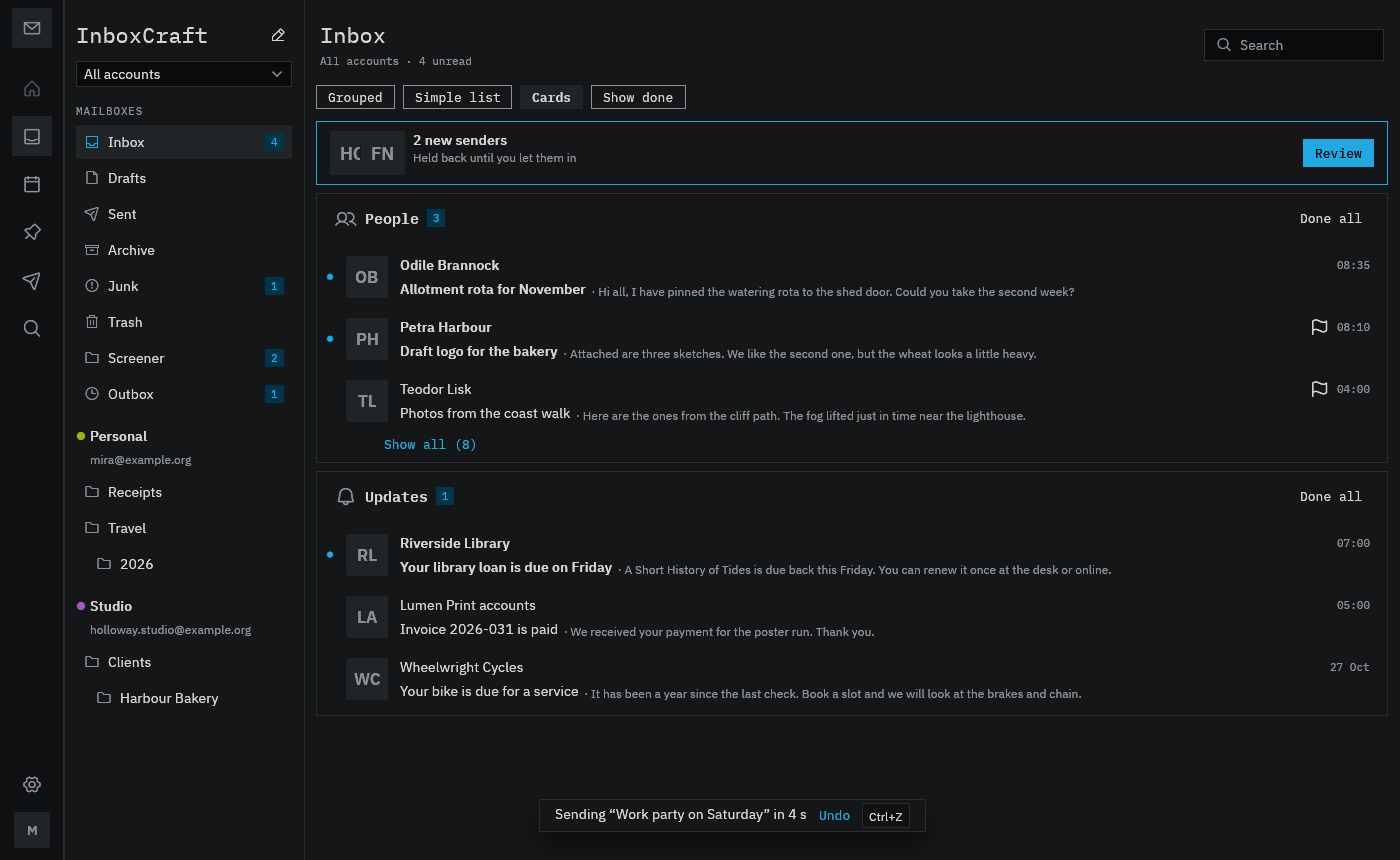 InboxCraft
All accounts
MAILBOXES
Inbox 4
Drafts
Sent
Archive
Junk 1
Trash
Screener 2
Outbox 1
Personal
mira@example.org
Receipts
Travel
2026
Studio
holloway.studio@example.org
Clients
Harbour Bakery
M
Inbox
All accounts · 4 unread
Search
Grouped Simple list Cards Show done
FN
2 new senders
Held back until you let them in
Review
People 3 Done all
OB
Odile Brannock 08:35
Allotment rota for November · Hi all, I have pinned the watering rota to the shed door. Could you take the second week?
PH
Petra Harbour 08:10
Draft logo for the bakery · Attached are three sketches. We like the second one, but the wheat looks a little heavy.
TL
Teodor Lisk 04:00
Photos from the coast walk · Here are the ones from the cliff path. The fog lifted just in time near the lighthouse.
Show all (8)
Updates 1 Done all
RL
Riverside Library 07:00
Your library loan is due on Friday · A Short History of Tides is due back this Friday. You can renew it once at the desk or online.
LA
Lumen Print accounts 05:00
Invoice 2026-031 is paid · We received your payment for the poster run. Thank you.
WC
Wheelwright Cycles 27 Oct
Your bike is due for a service · It has been a year since the last check. Book a slot and we will look at the brakes and chain.
Sending “Work party on Saturday” in 4 s Undo Ctrl+Z